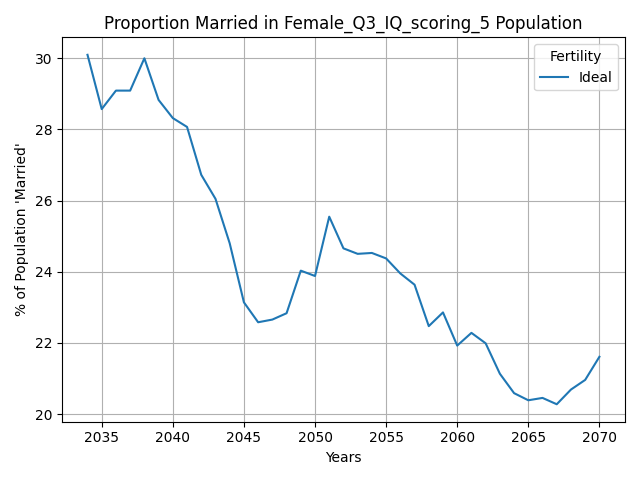 Proportion Married in Female_Q3_IQ_scoring_5 Population
% of Population 'Married'
30
28
26
24
22
20
Fertility
Ideal
2035 2040 2045 2050 2055 2060 2065 2070
Years